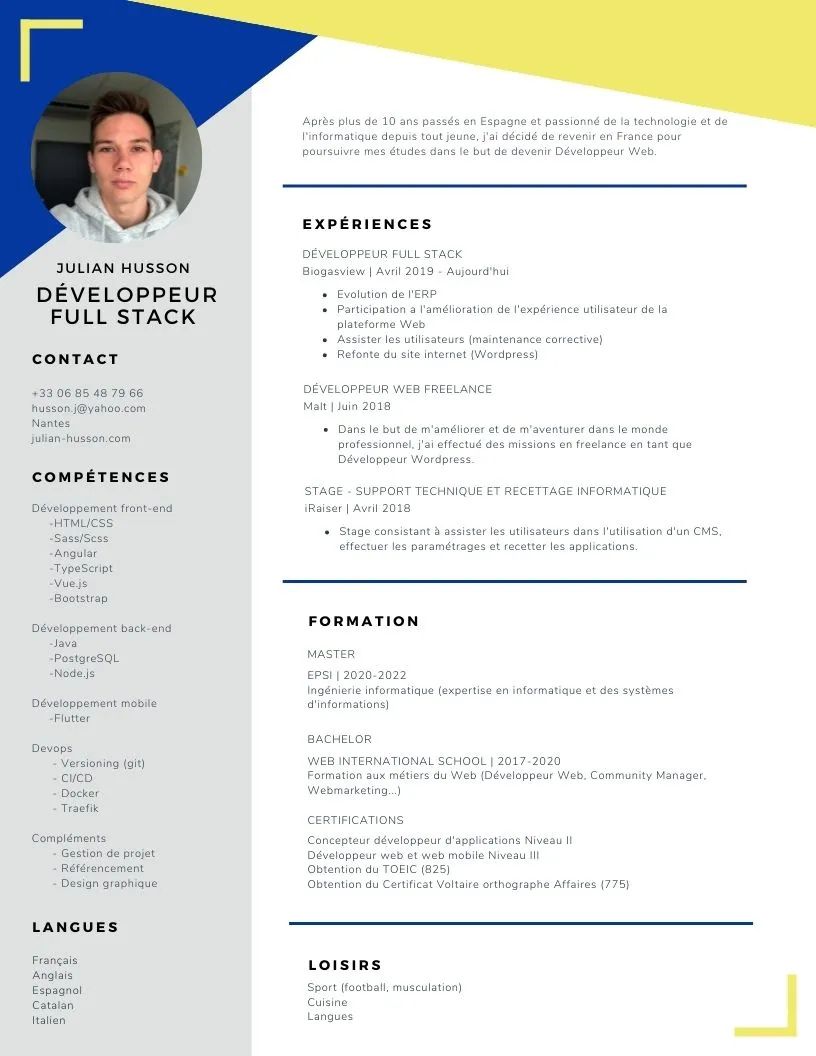 JULIAN HUSSON
DÉVELOPPEUR
FULL STACK
CONTACT
+33 06 85 48 79 66
husson.j@yahoo.com
Nantes
julian-husson.com
COMPÉTENCES
Développement front-end
-HTML/CSS
-Sass/Scss
-Angular
-TypeScript
-Vue.js
-Bootstrap
Développement back-end
-Java
-PostgreSQL
-Node.js
Développement mobile
-Flutter
Devops
- Versioning (git)
- CI/CD
- Docker
- Traefik
Compléments
- Gestion de projet
- Référencement
- Design graphique
LANGUES
Français
Anglais
Espagnol
Catalan
Italien
Après plus de 10 ans passés en Espagne et passionné de la technologie et de
l'informatique depuis tout jeune, j'ai décidé de revenir en France pour
poursuivre mes études dans le but de devenir Développeur Web.
EXPÉRIENCES
DÉVELOPPEUR FULL STACK
Biogasview | Avril 2019 - Aujourd'hui
• Evolution de l'ERP
• Participation a l'amélioration de l'expérience utilisateur de la
plateforme Web
• Assister les utilisateurs (maintenance corrective)
• Refonte du site internet (Wordpress)
DÉVELOPPEUR WEB FREELANCE
Malt | Juin 2018
• Dans le but de m'améliorer et de m'aventurer dans le monde
professionnel, j'ai effectué des missions en freelance en tant que
Développeur Wordpress.
STAGE - SUPPORT TECHNIQUE ET RECETTAGE INFORMATIQUE
iRaiser | Avril 2018
• Stage consistant à assister les utilisateurs dans l'utilisation d'un CMS,
effectuer les paramétrages et recetter les applications.
FORMATION
MASTER
EPSI | 2020-2022
Ingénierie informatique (expertise en informatique et des systèmes
d'informations)
BACHELOR
WEB INTERNATIONAL SCHOOL | 2017-2020
Formation aux métiers du Web (Développeur Web, Community Manager,
Webmarketing...)
CERTIFICATIONS
Concepteur développeur d'applications Niveau II
Développeur web et web mobile Niveau III
Obtention du TOEIC (825)
Obtention du Certificat Voltaire orthographe Affaires (775)
LOISIRS
Sport (football, musculation)
Cuisine
Langues